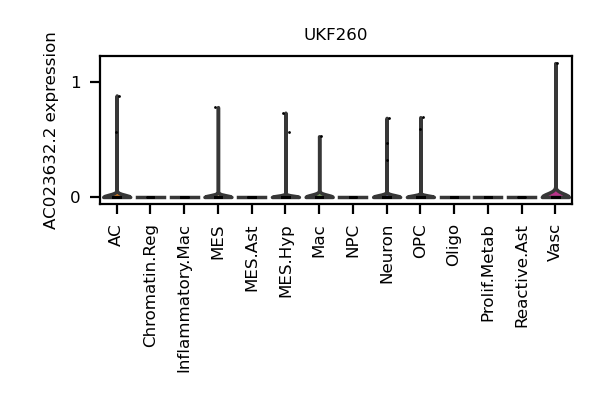 UKF260
AC023632.2 expression
1
0
AC
Chromatin.Reg
Inflammatory.Mac
MES
MES.Ast
MES.Hyp
Mac
NPC
Neuron
OPC
Oligo
Prolif.Metab
Reactive.Ast
Vasc